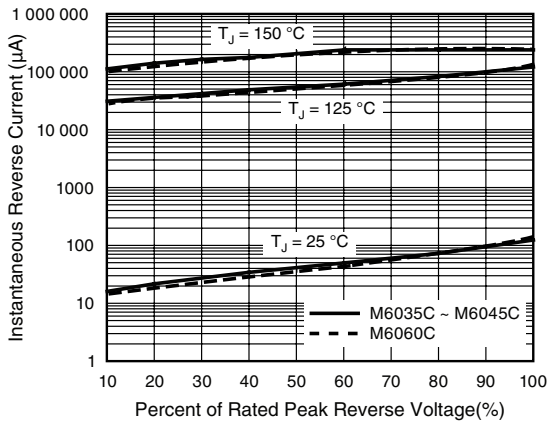 Instantaneous Reverse Current (µA)
1 000 000
100 000
10 000
1000
100
10
1
T_J = 150 °C
T_J = 125 °C
T_J = 25 °C
M6035C ~ M6045C
M6060C
10 20 30 40 50 60 70 80 90 100
Percent of Rated Peak Reverse Voltage(%)